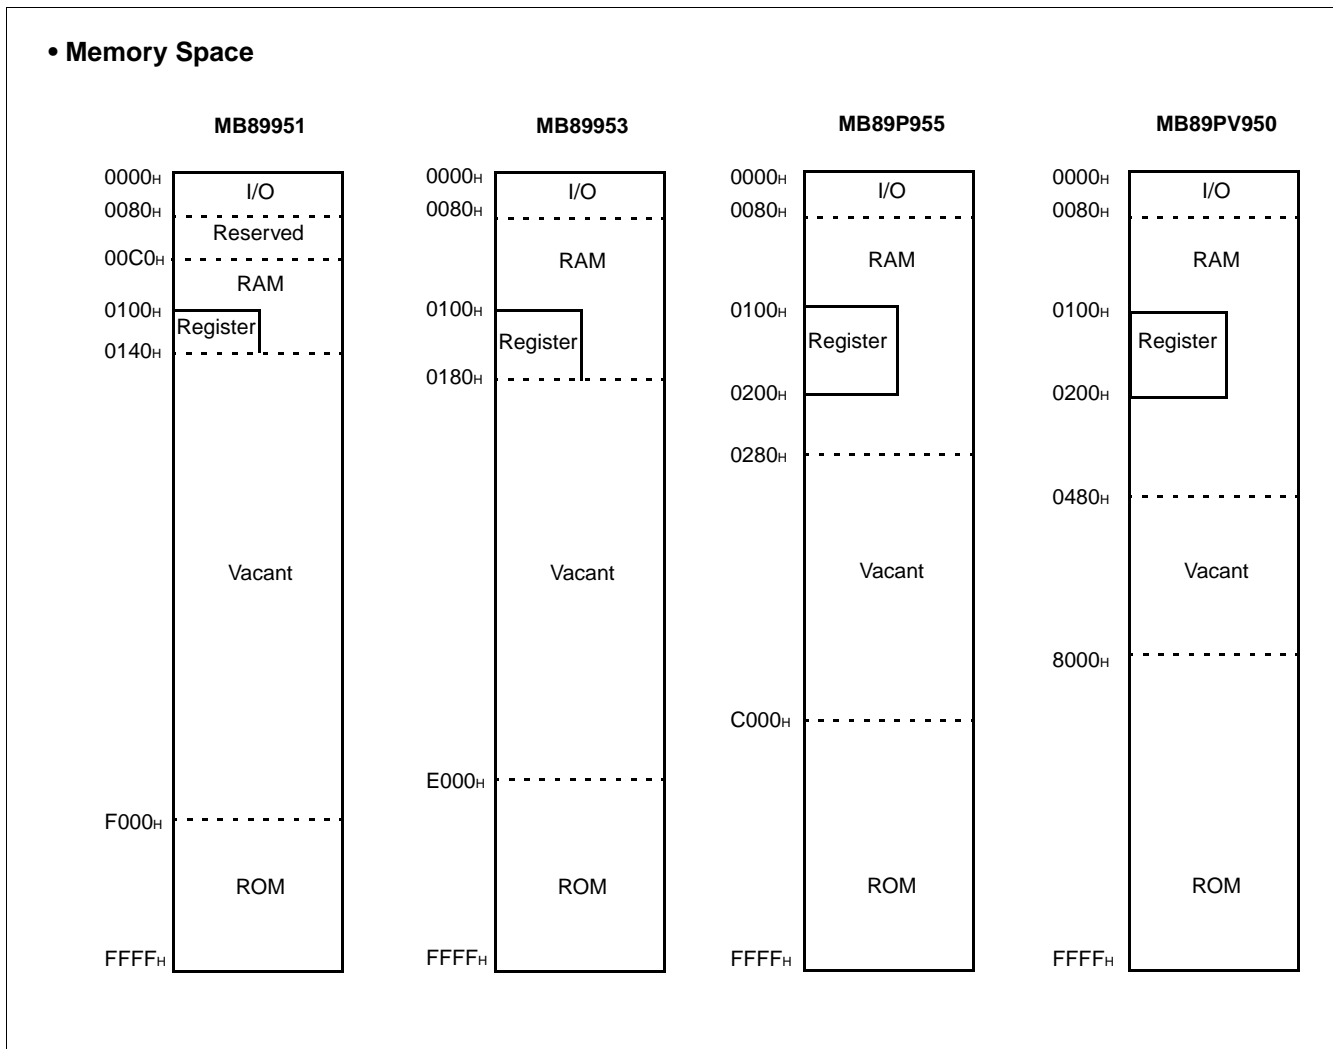 • Memory Space
MB89951
0000H
I/O
0080H
Reserved
00C0H
RAM
0100H
Register
0140H
Vacant
F000H
ROM
FFFFH
MB89953
0000H
I/O
0080H
RAM
0100H
Register
0180H
Vacant
E000H
ROM
FFFFH
MB89P955
0000H
I/O
0080H
RAM
0100H
Register
0200H
0280H
Vacant
C000H
ROM
FFFFH
MB89PV950
0000H
I/O
0080H
RAM
0100H
Register
0200H
0480H
Vacant
8000H
ROM
FFFFH